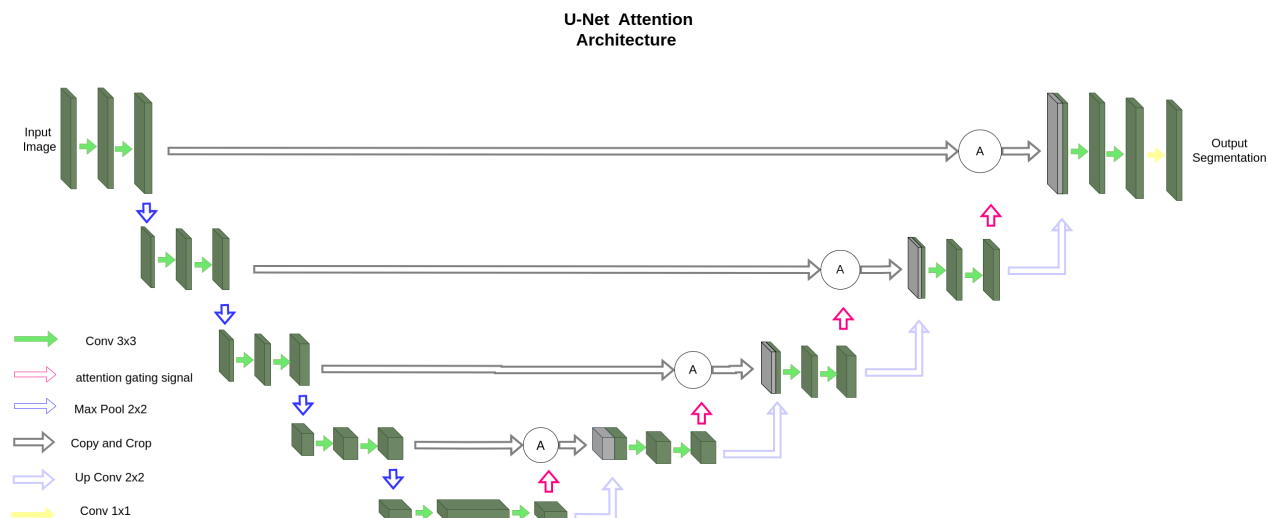 U-Net Attention
Architecture
Input
Image
A
Output
Segmentation
A
A
A
Conv 3x3
attention gating signal
Max Pool 2x2
Copy and Crop
Up Conv 2x2
Conv 1x1